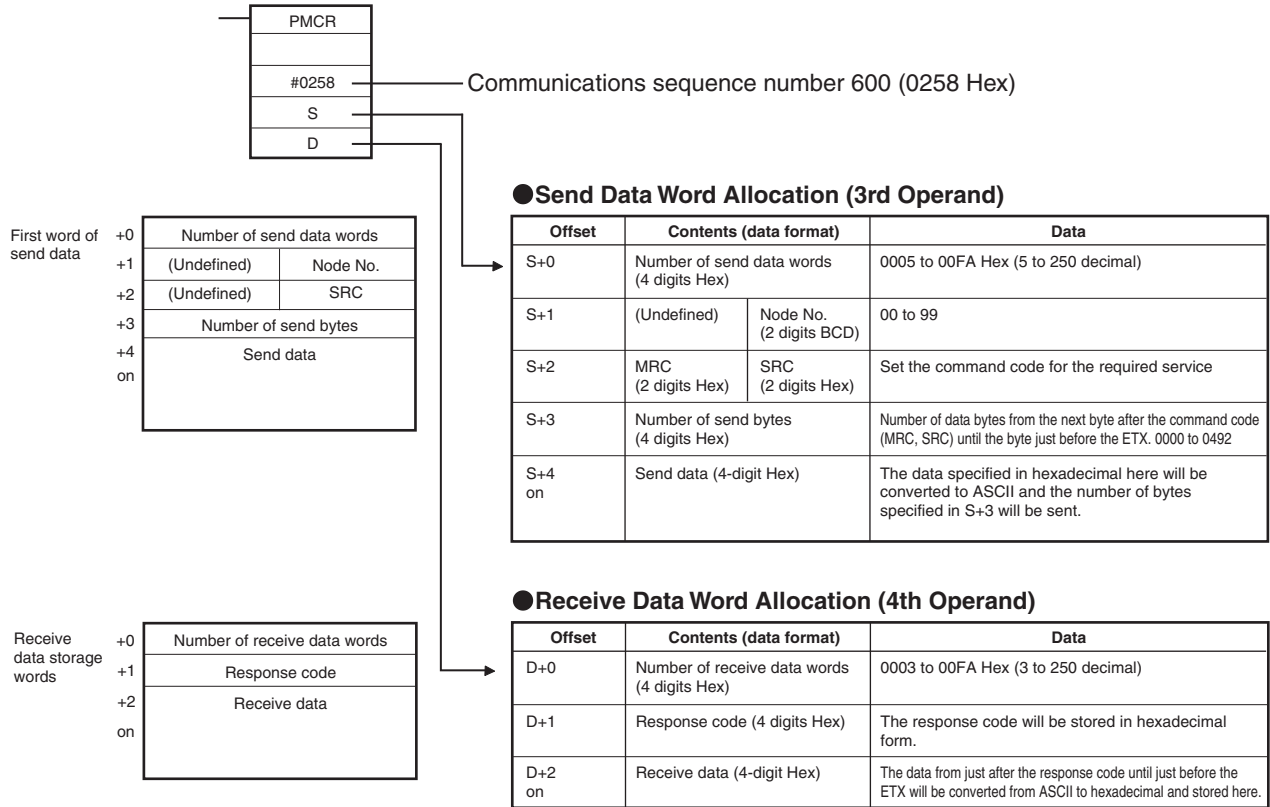 PMCR
#0258
Communications sequence number 600 (0258 Hex)
S
D
First word of
send data
+0
Number of send data words
+1
(Undefined)
Node No.
+2
(Undefined)
SRC
+3
Number of send bytes
+4
on
Send data
●Send Data Word Allocation (3rd Operand)
Offset
Contents (data format)
Data
S+0
Number of send data words
(4 digits Hex)
0005 to 00FA Hex (5 to 250 decimal)
S+1
(Undefined)
Node No.
(2 digits BCD)
00 to 99
S+2
MRC
(2 digits Hex)
SRC
(2 digits Hex)
Set the command code for the required service
S+3
Number of send bytes
(4 digits Hex)
Number of data bytes from the next byte after the command code
(MRC, SRC) until the byte just before the ETX. 0000 to 0492
S+4
on
Send data (4-digit Hex)
The data specified in hexadecimal here will be
converted to ASCII and the number of bytes
specified in S+3 will be sent.
Receive
data storage
words
+0
Number of receive data words
+1
Response code
+2
on
Receive data
●Receive Data Word Allocation (4th Operand)
Offset
Contents (data format)
Data
D+0
Number of receive data words
(4 digits Hex)
0003 to 00FA Hex (3 to 250 decimal)
D+1
Response code (4 digits Hex)
The response code will be stored in hexadecimal
form.
D+2
on
Receive data (4-digit Hex)
The data from just after the response code until just before the
ETX will be converted from ASCII to hexadecimal and stored here.